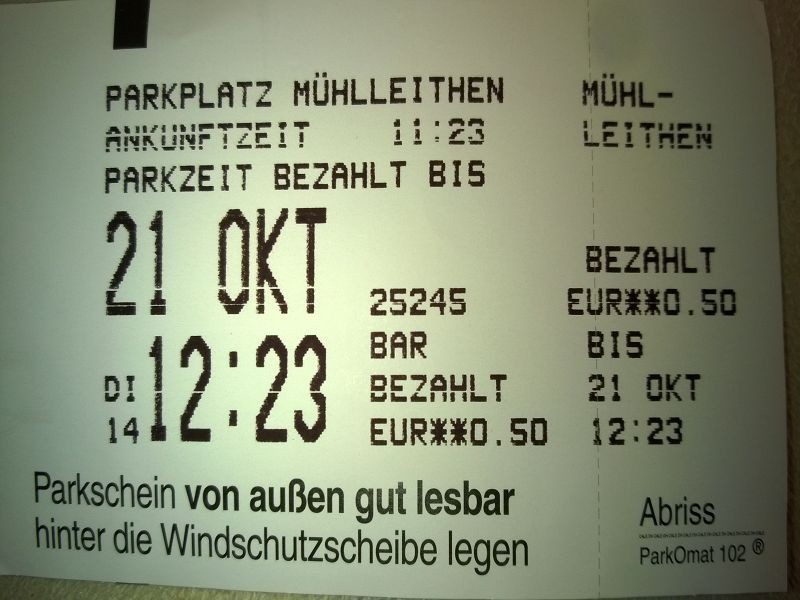 PARKPLATZ MÜHLLEITHEN
ANKUNFTZEIT 11:23
PARKZEIT BEZAHLT BIS
21 OKT
25245
DI
14
12:23
BAR
BEZAHLT
EUR**0.50
MÜHL-
LEITHEN
BEZAHLT
EUR**0.50
BIS
21 OKT
12:23
Parkschein von außen gut lesbar
hinter die Windschutzscheibe legen
Abriss
ParkOmat 102 ®